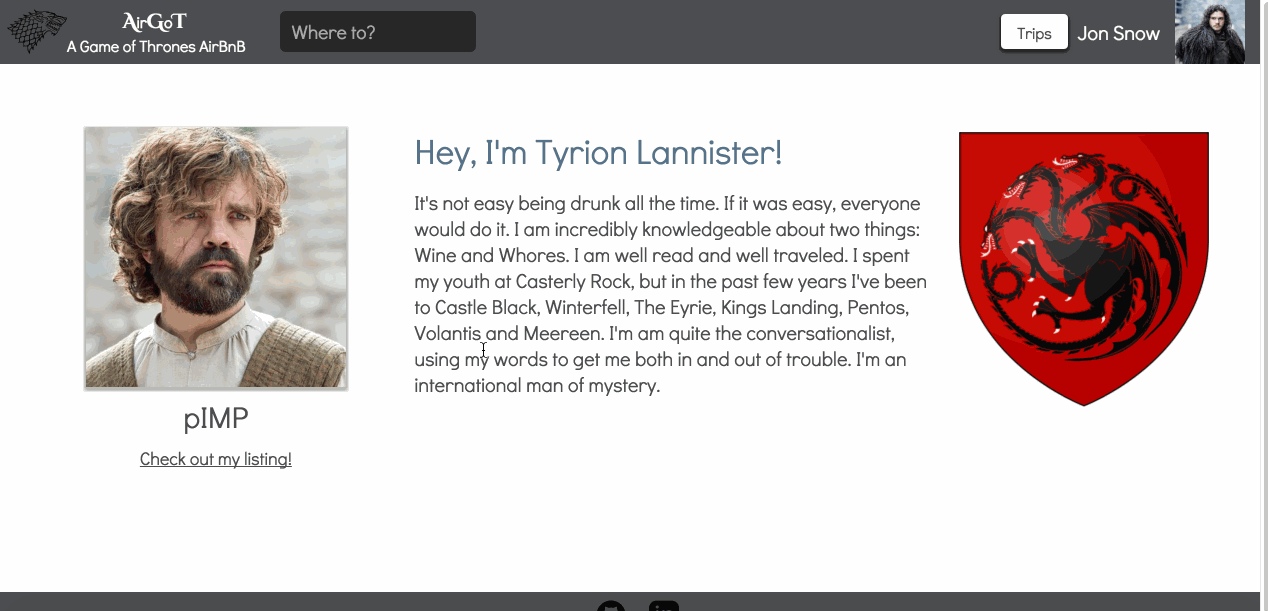 AirGoT
A Game of Thrones AirBnB
Where to?
Trips
Jon Snow
Hey, I'm Tyrion Lannister!
It's not easy being drunk all the time. If it was easy, everyone
would do it. I am incredibly knowledgeable about two things:
Wine and Whores. I am well read and well traveled. I spent
my youth at Casterly Rock, but in the past few years I've been
to Castle Black, Winterfell, The Eyrie, Kings Landing, Pentos,
Volantis and Meereen. I'm am quite the conversationalist,
using my words to get me both in and out of trouble. I'm an
international man of mystery.
pIMP
Check out my listing!